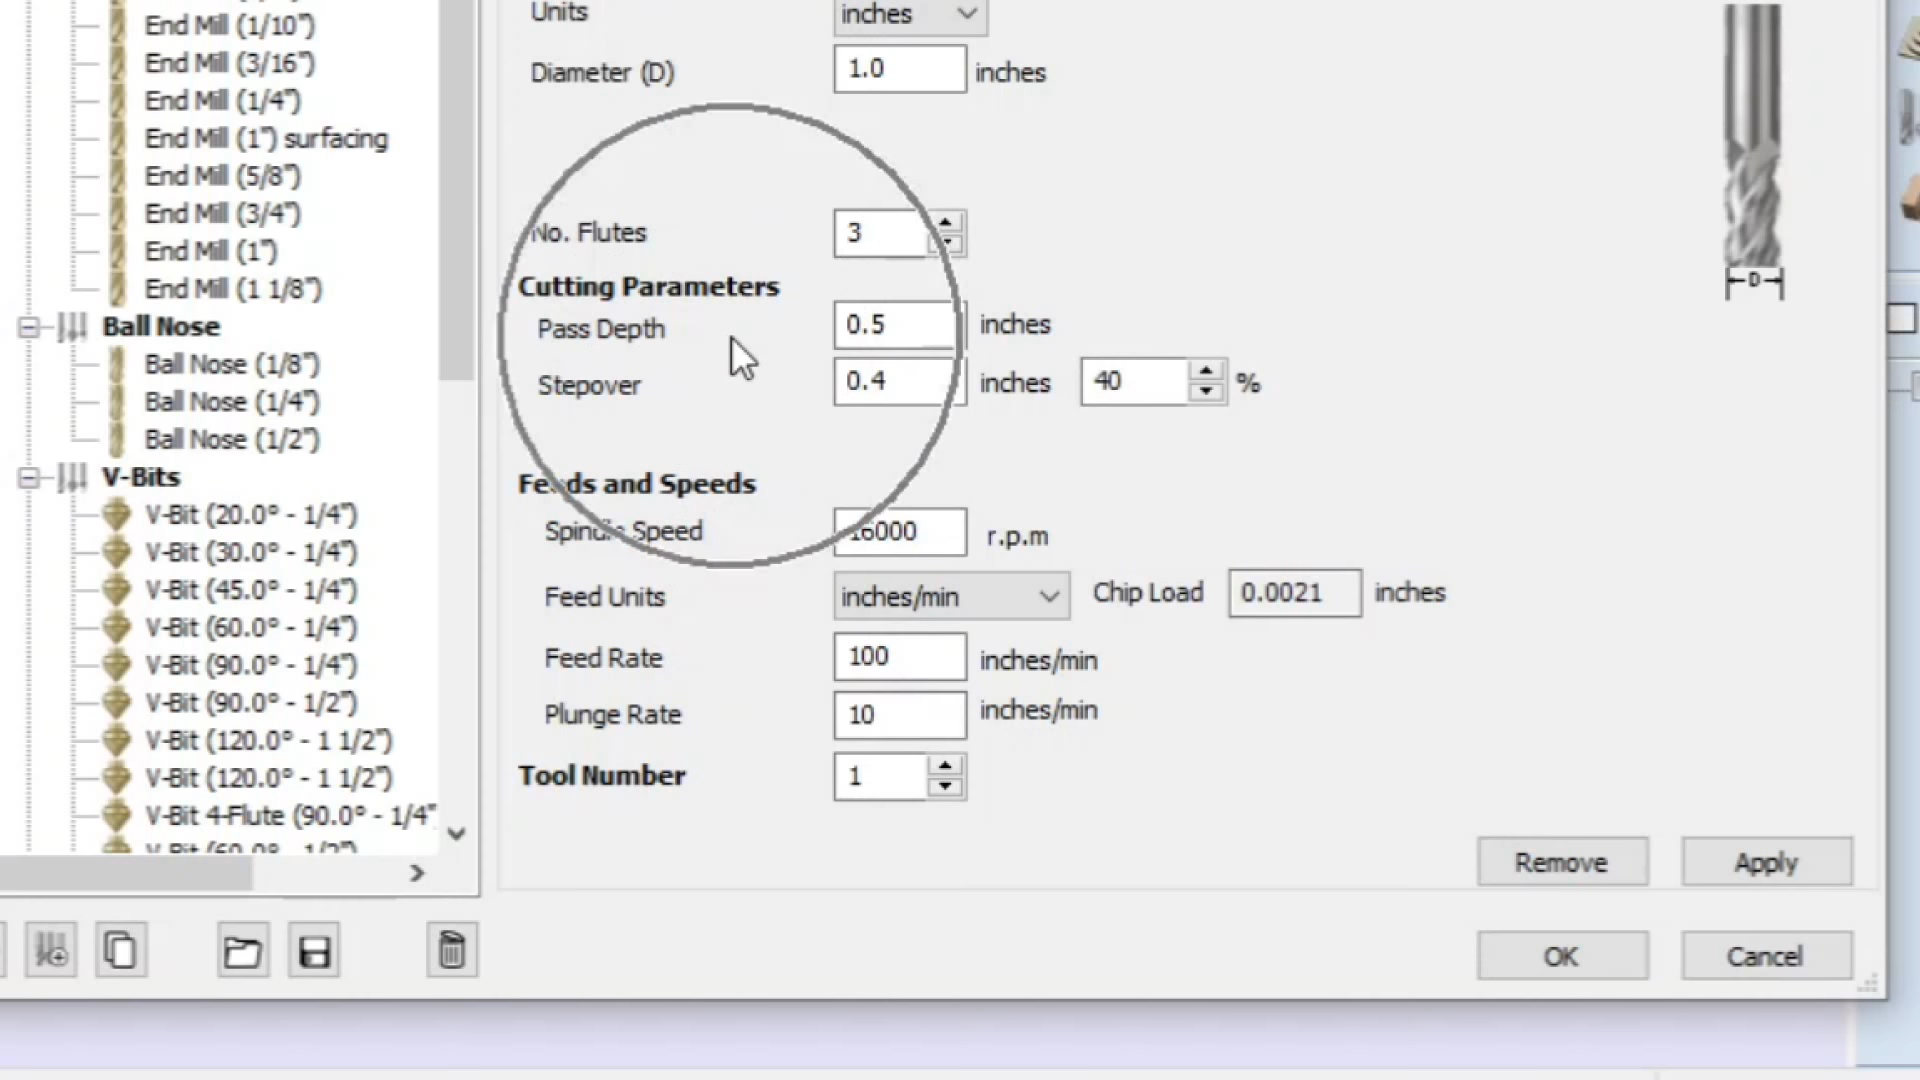 End Mill (1/10")
End Mill (3/16")
End Mill (1/4")
End Mill (1") surfacing
End Mill (5/8")
End Mill (3/4")
End Mill (1")
End Mill (1 1/8")
Ball Nose
Ball Nose (1/8")
Ball Nose (1/4")
Ball Nose (1/2")
V-Bits
V-Bit (20.0° - 1/4")
V-Bit (30.0° - 1/4")
V-Bit (45.0° - 1/4")
V-Bit (60.0° - 1/4")
V-Bit (90.0° - 1/4")
V-Bit (90.0° - 1/2")
V-Bit (120.0° - 1 1/2")
V-Bit (120.0° - 1 1/2")
V-Bit 4-Flute (90.0° - 1/4"
V-Bit (60.0° - 1/2")
Units inches
Diameter (D) 1.0 inches
No. Flutes 3
Cutting Parameters
Pass Depth 0.5 inches
Stepover 0.4 inches 40 %
Feeds and Speeds
Spindle Speed 16000 r.p.m
Feed Units inches/min Chip Load 0.0021 inches
Feed Rate 100 inches/min
Plunge Rate 10 inches/min
Tool Number 1
D
Remove Apply
OK Cancel